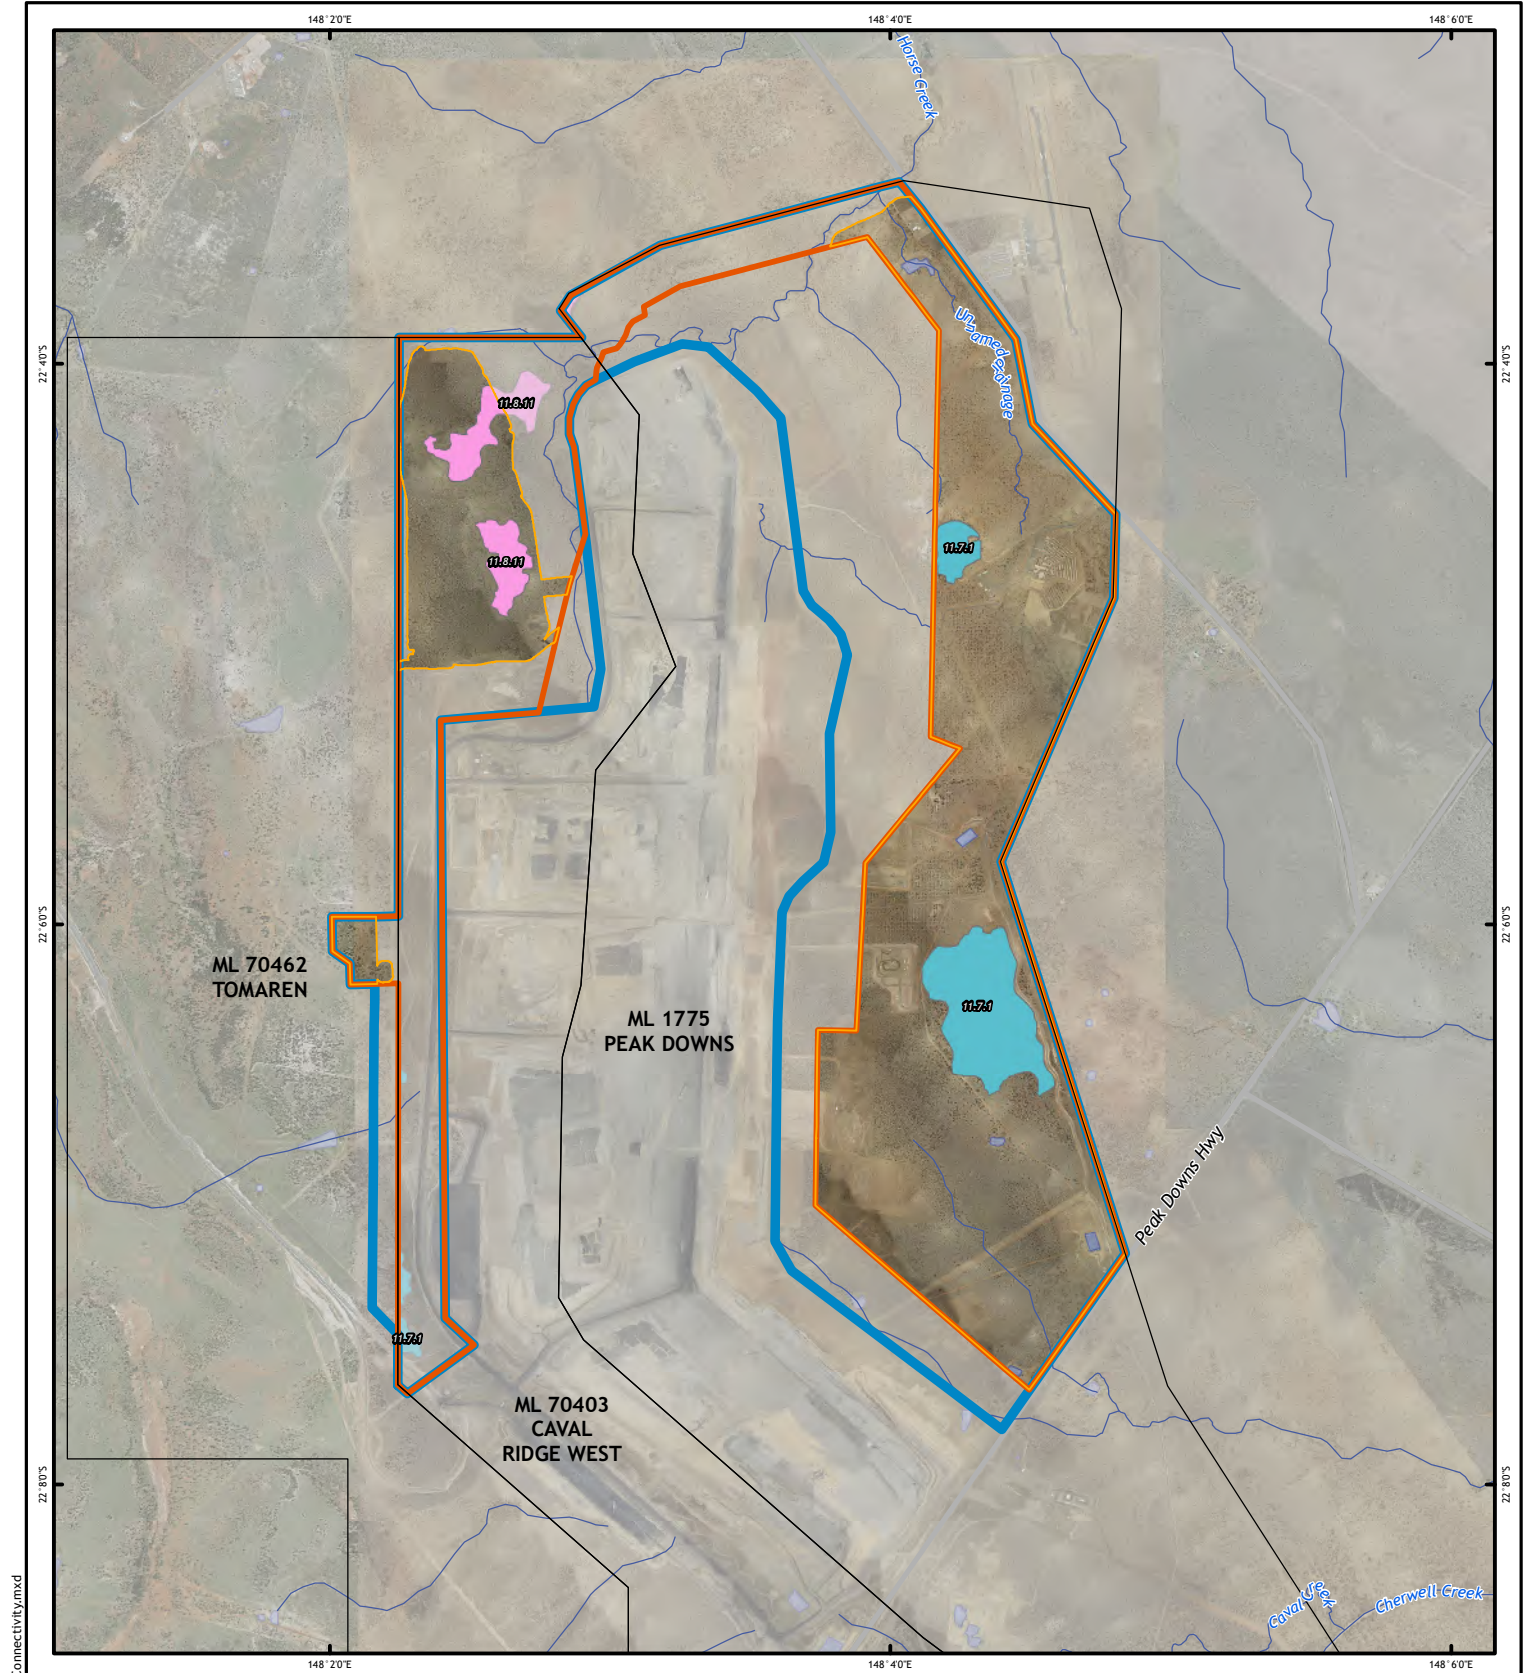 148°2'0"E
148°4'0"E
148°6'0"E
Horse Creek
Unnamed drainage
22°4'0"S
22°4'0"S
11.8.11
11.8.11
11.7.1
22°6'0"S
22°6'0"S
ML 70462
TOMAREN
ML 1775
PEAK DOWNS
11.7.1
Peak Downs Hwy
11.7.1
ML 70403
CAVAL
RIDGE WEST
22°8'0"S
22°8'0"S
Caval Creek
Cherwell Creek
Connectivity.mxd
148°2'0"E
148°4'0"E
148°6'0"E